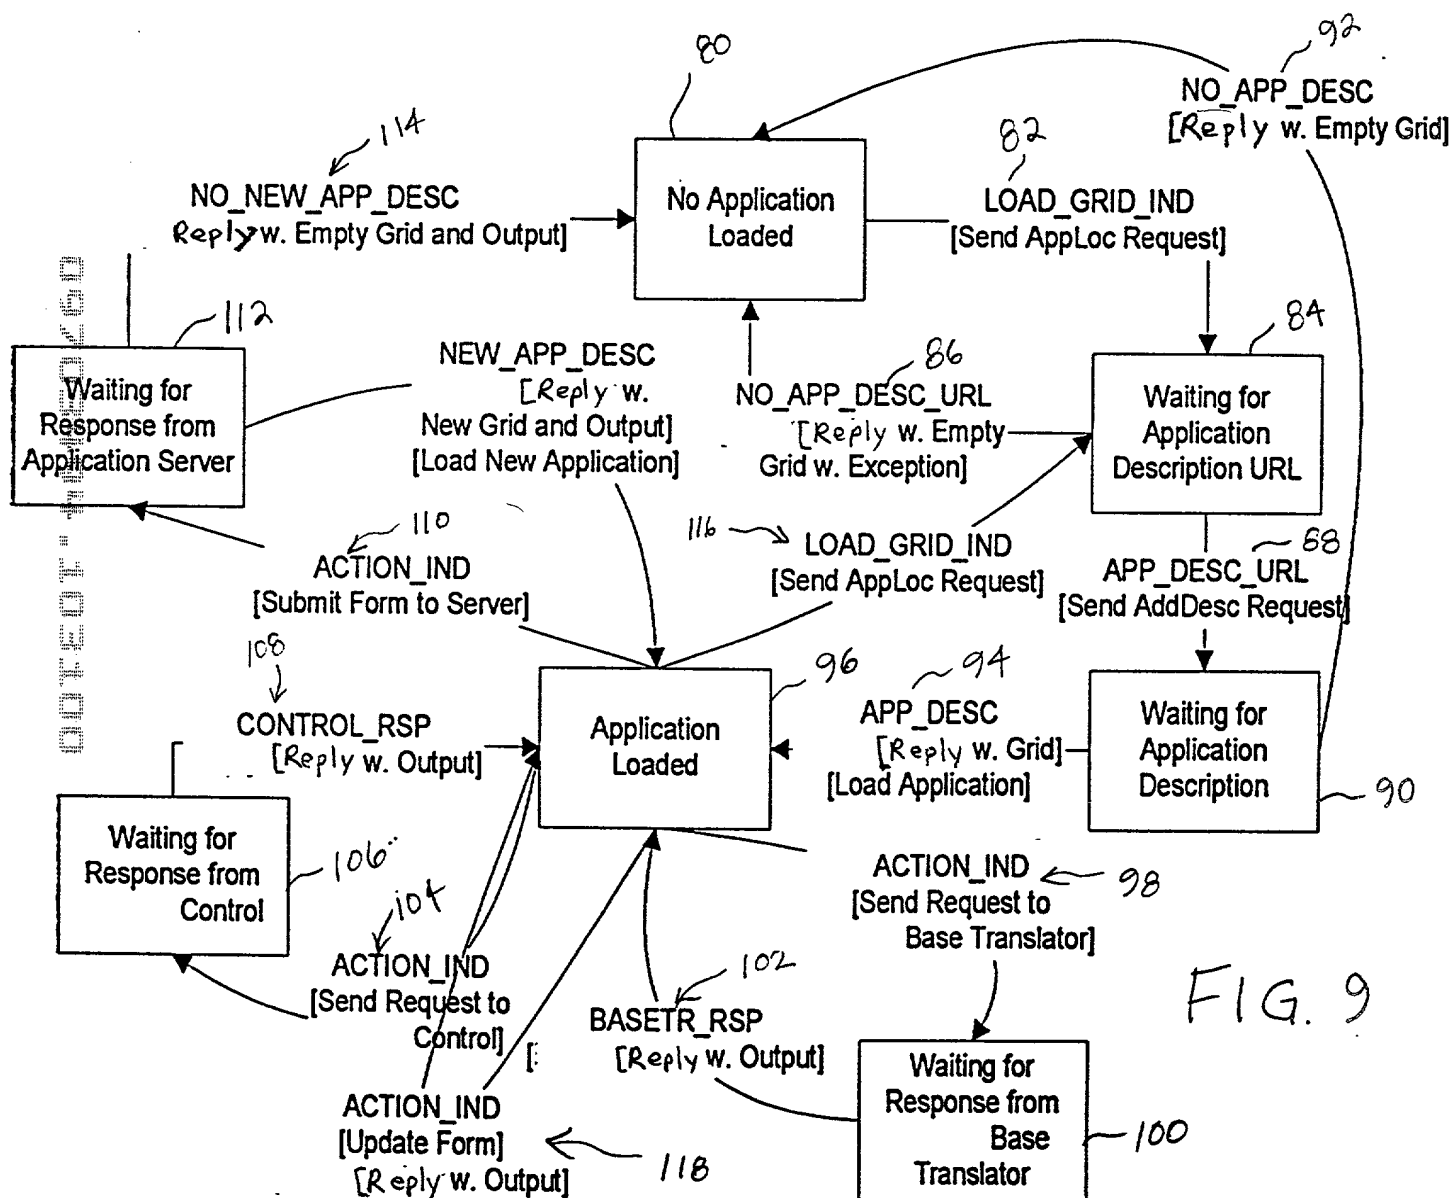 92
80
NO_APP_DESC
[Reply w. Empty Grid]
114
82
NO_NEW_APP_DESC
Reply w. Empty Grid and Output]
No Application
Loaded
LOAD_GRID_IND
[Send AppLoc Request]
112
84
Waiting for
Response from
Application Server
NEW_APP_DESC
[Reply w.
New Grid and Output]
[Load New Application]
86
NO_APP_DESC_URL
[Reply w. Empty
Grid w. Exception]
Waiting for
Application
Description URL
110
ACTION_IND
[Submit Form to Server]
116
LOAD_GRID_IND
[Send AppLoc Request]
88
APP_DESC_URL
[Send AddDesc Request]
108
CONTROL_RSP
[Reply w. Output]
96
Application
Loaded
94
APP_DESC
[Reply w. Grid]
[Load Application]
Waiting for
Application
Description
90
Waiting for
Response from
Control
106
104
ACTION_IND
[Send Request to
Control]
ACTION_IND
[Send Request to
Base Translator]
98
102
BASETR_RSP
[Reply w. Output]
FIG. 9
ACTION_IND
[Update Form]
[Reply w. Output]
118
Waiting for
Response from
Base
Translator
100